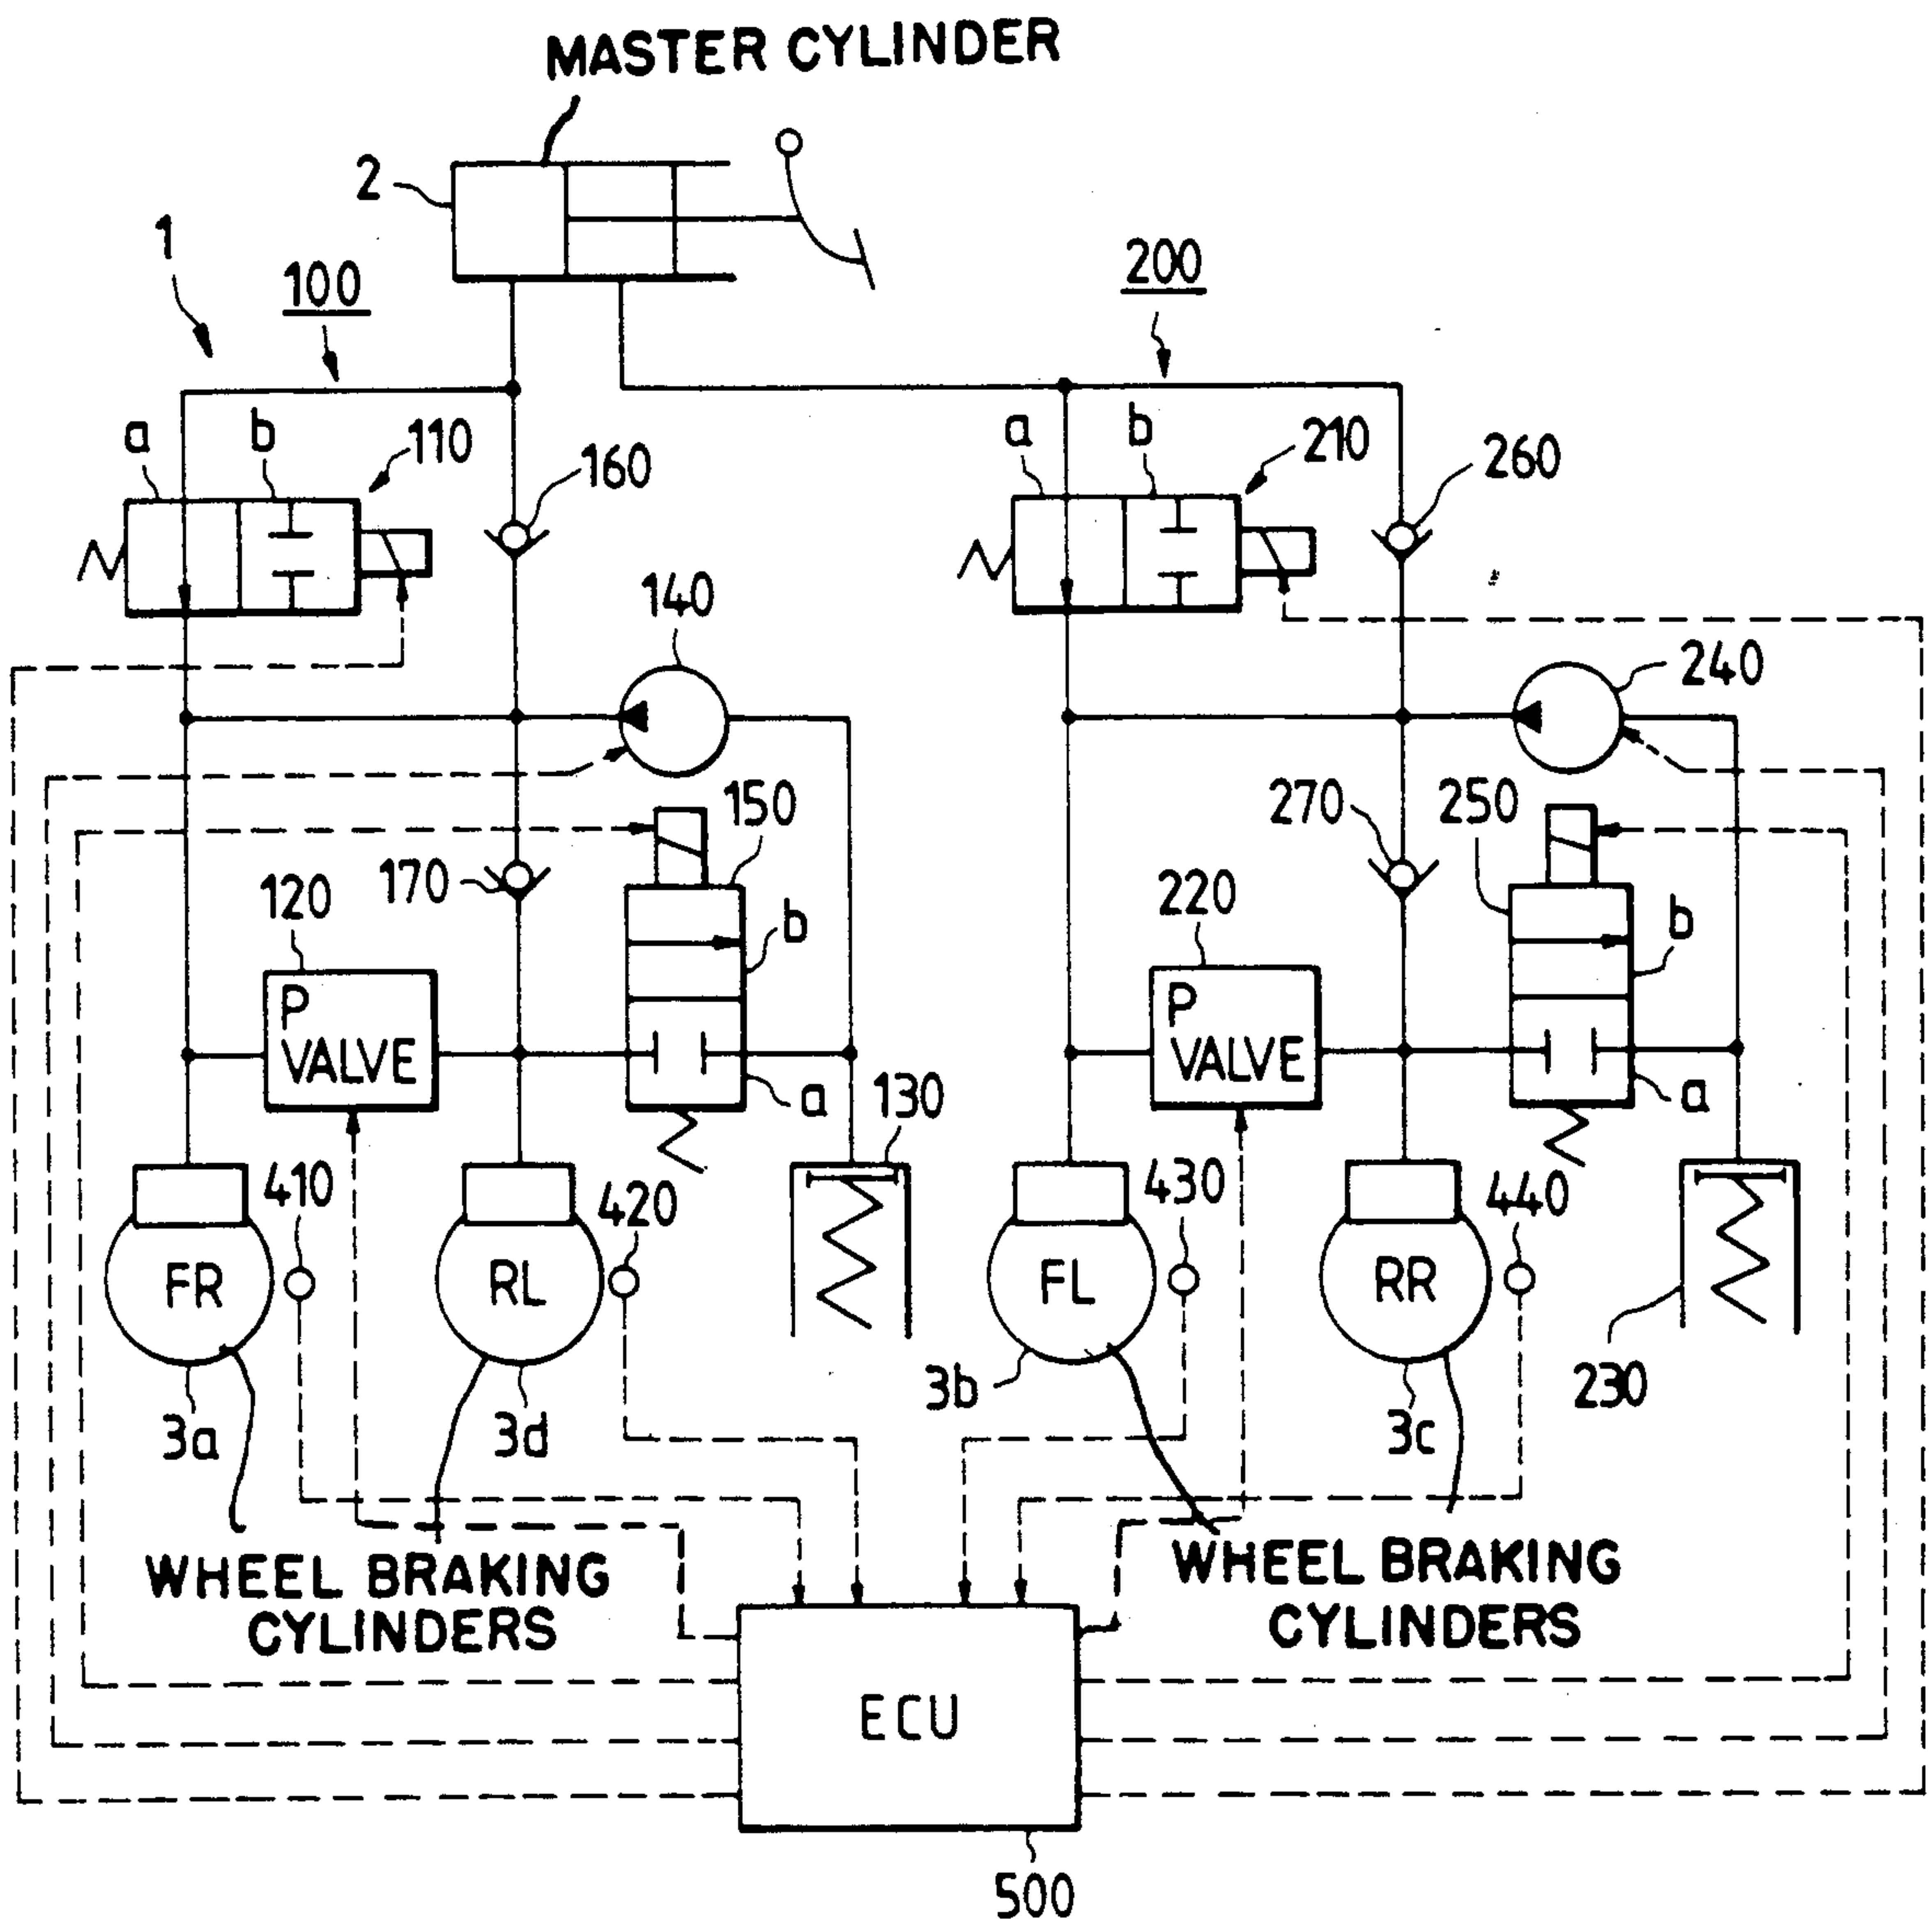 MASTER CYLINDER
2
1
100
200
a
b
110
160
a
b
210
260
140
240
150
270
250
170
120
220
b
b
P
VALVE
P
VALVE
a
130
a
410
420
430
440
FR
RL
FL
RR
3a
3d
3b
3c
230
WHEEL BRAKING
CYLINDERS
WHEEL BRAKING
CYLINDERS
ECU
500